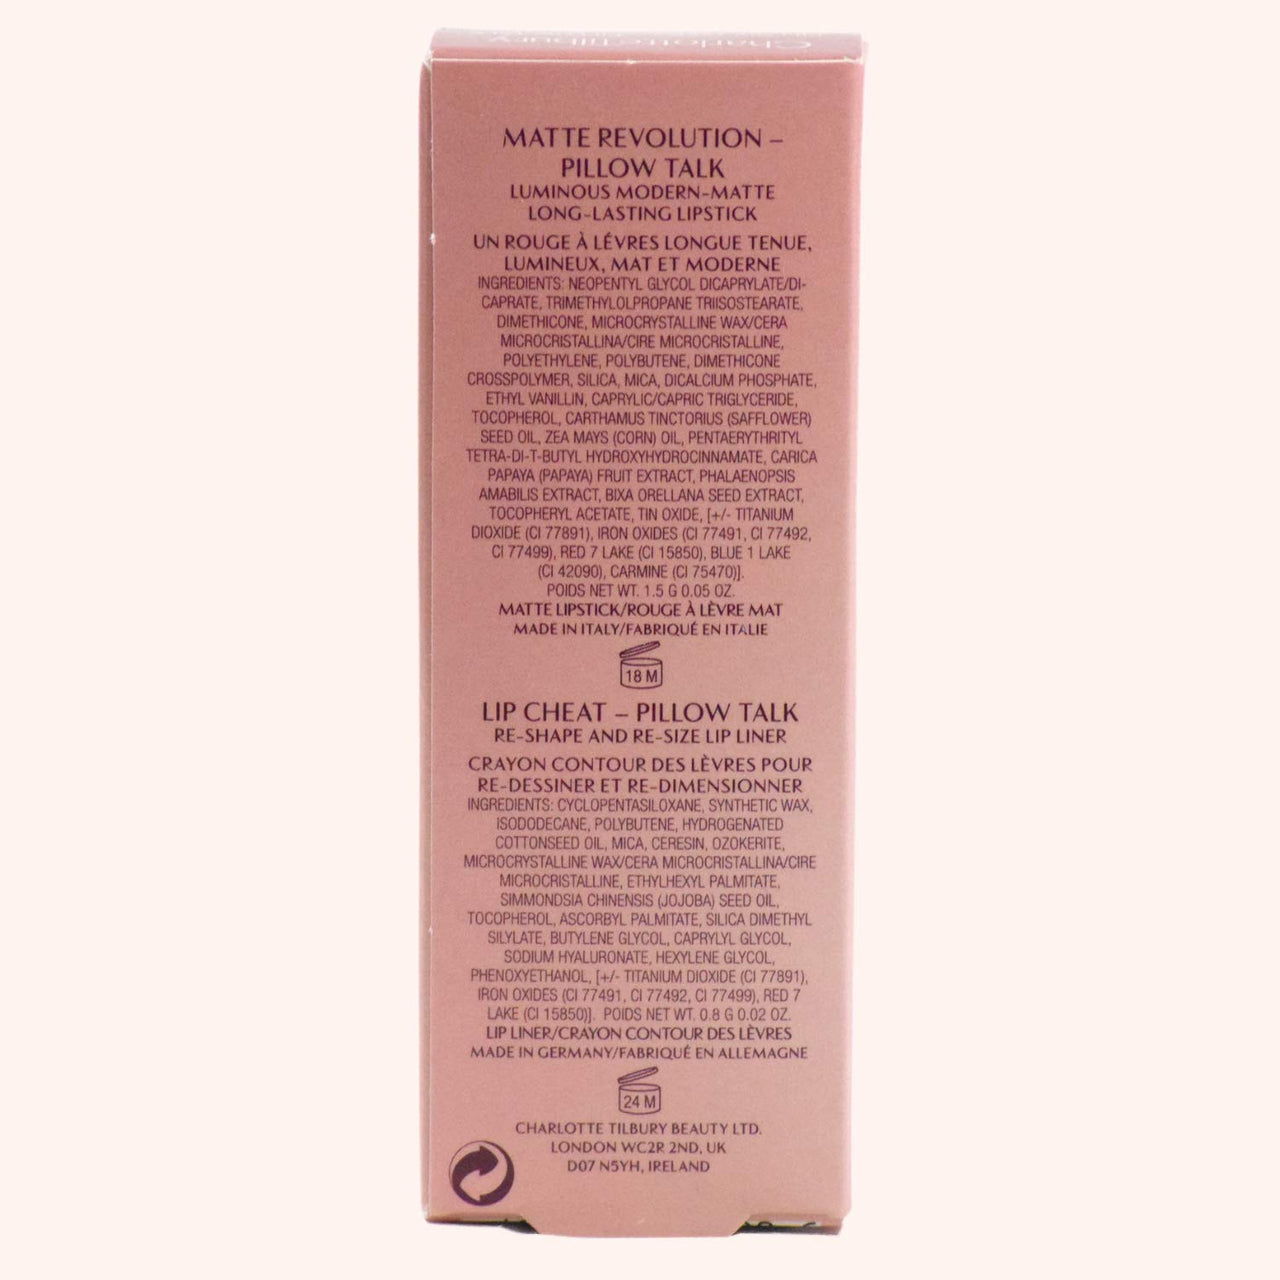 Charlotte Tilbury
MATTE REVOLUTION –
PILLOW TALK
LUMINOUS MODERN-MATTE
LONG-LASTING LIPSTICK
UN ROUGE À LÉVRES LONGUE TENUE,
LUMINEUX, MAT ET MODERNE
INGREDIENTS: NEOPENTYL GLYCOL DICAPRYLATE/DI-
CAPRATE, TRIMETHYLOLPROPANE TRIISOSTEARATE,
DIMETHICONE, MICROCRYSTALLINE WAX/CERA
MICROCRISTALLINA/CIRE MICROCRISTALLINE,
POLYETHYLENE, POLYBUTENE, DIMETHICONE
CROSSPOLYMER, SILICA, MICA, DICALCIUM PHOSPHATE,
ETHYL VANILLIN, CAPRYLIC/CAPRIC TRIGLYCERIDE,
TOCOPHEROL, CARTHAMUS TINCTORIUS (SAFFLOWER)
SEED OIL, ZEA MAYS (CORN) OIL, PENTAERYTHRITYL
TETRA-DI-T-BUTYL HYDROXYHYDROCINNAMATE, CARICA
PAPAYA (PAPAYA) FRUIT EXTRACT, PHALAENOPSIS
AMABILIS EXTRACT, BIXA ORELLANA SEED EXTRACT,
TOCOPHERYL ACETATE, TIN OXIDE, [+/- TITANIUM
DIOXIDE (CI 77891), IRON OXIDES (CI 77491, CI 77492,
CI 77499), RED 7 LAKE (CI 15850), BLUE 1 LAKE
(CI 42090), CARMINE (CI 75470)].
POIDS NET WT. 1.5 G 0.05 OZ.
MATTE LIPSTICK/ROUGE À LÈVRE MAT
MADE IN ITALY/FABRIQUÉ EN ITALIE
18 M
LIP CHEAT – PILLOW TALK
RE-SHAPE AND RE-SIZE LIP LINER
CRAYON CONTOUR DES LÈVRES POUR
RE-DESSINER ET RE-DIMENSIONNER
INGREDIENTS: CYCLOPENTASILOXANE, SYNTHETIC WAX,
ISODODECANE, POLYBUTENE, HYDROGENATED
COTTONSEED OIL, MICA, CERESIN, OZOKERITE,
MICROCRYSTALLINE WAX/CERA MICROCRISTALLINA/CIRE
MICROCRISTALLINE, ETHYLHEXYL PALMITATE,
SIMMONDSIA CHINENSIS (JOJOBA) SEED OIL,
TOCOPHEROL, ASCORBYL PALMITATE, SILICA DIMETHYL
SILYLATE, BUTYLENE GLYCOL, CAPRYLYL GLYCOL,
SODIUM HYALURONATE, HEXYLENE GLYCOL,
PHENOXYETHANOL, [+/- TITANIUM DIOXIDE (CI 77891),
IRON OXIDES (CI 77491, CI 77492, CI 77499), RED 7
LAKE (CI 15850)]. POIDS NET WT. 0.8 G 0.02 OZ.
LIP LINER/CRAYON CONTOUR DES LÈVRES
MADE IN GERMANY/FABRIQUÉ EN ALLEMAGNE
24 M
CHARLOTTE TILBURY BEAUTY LTD.
LONDON WC2R 2ND, UK
D07 N5YH, IRELAND